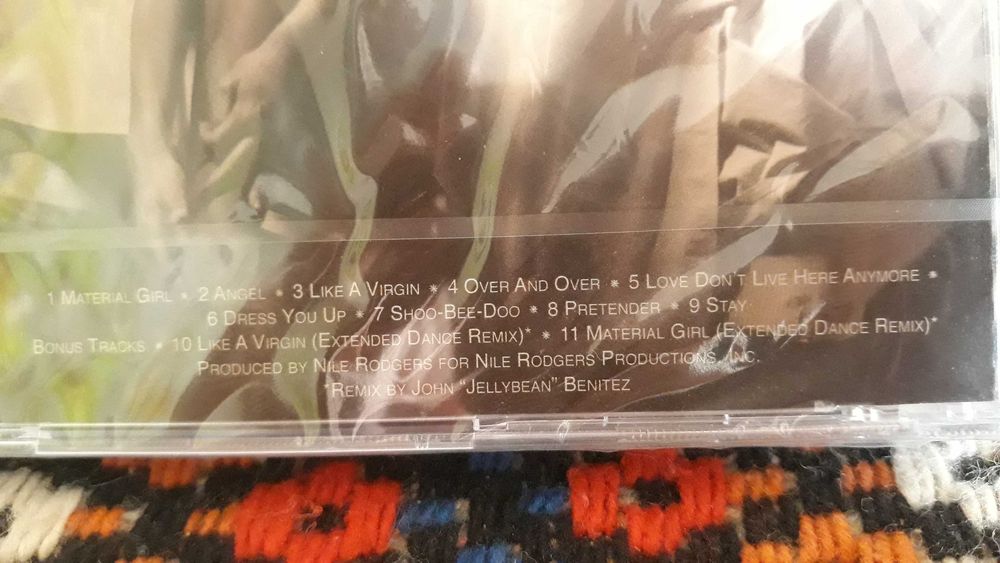 1 Material Girl * 2 Angel * 3 Like A Virgin * 4 Over And Over * 5 Love Don't Live Here Anymore *
6 Dress You Up * 7 Shoo-Bee-Doo * 8 Pretender * 9 Stay
Bonus Tracks * 10 Like A Virgin (Extended Dance Remix)* * 11 Material Girl (Extended Dance Remix)*
Produced by Nile Rodgers for Nile Rodgers Productions, Inc.
*Remix by John "Jellybean" Benitez